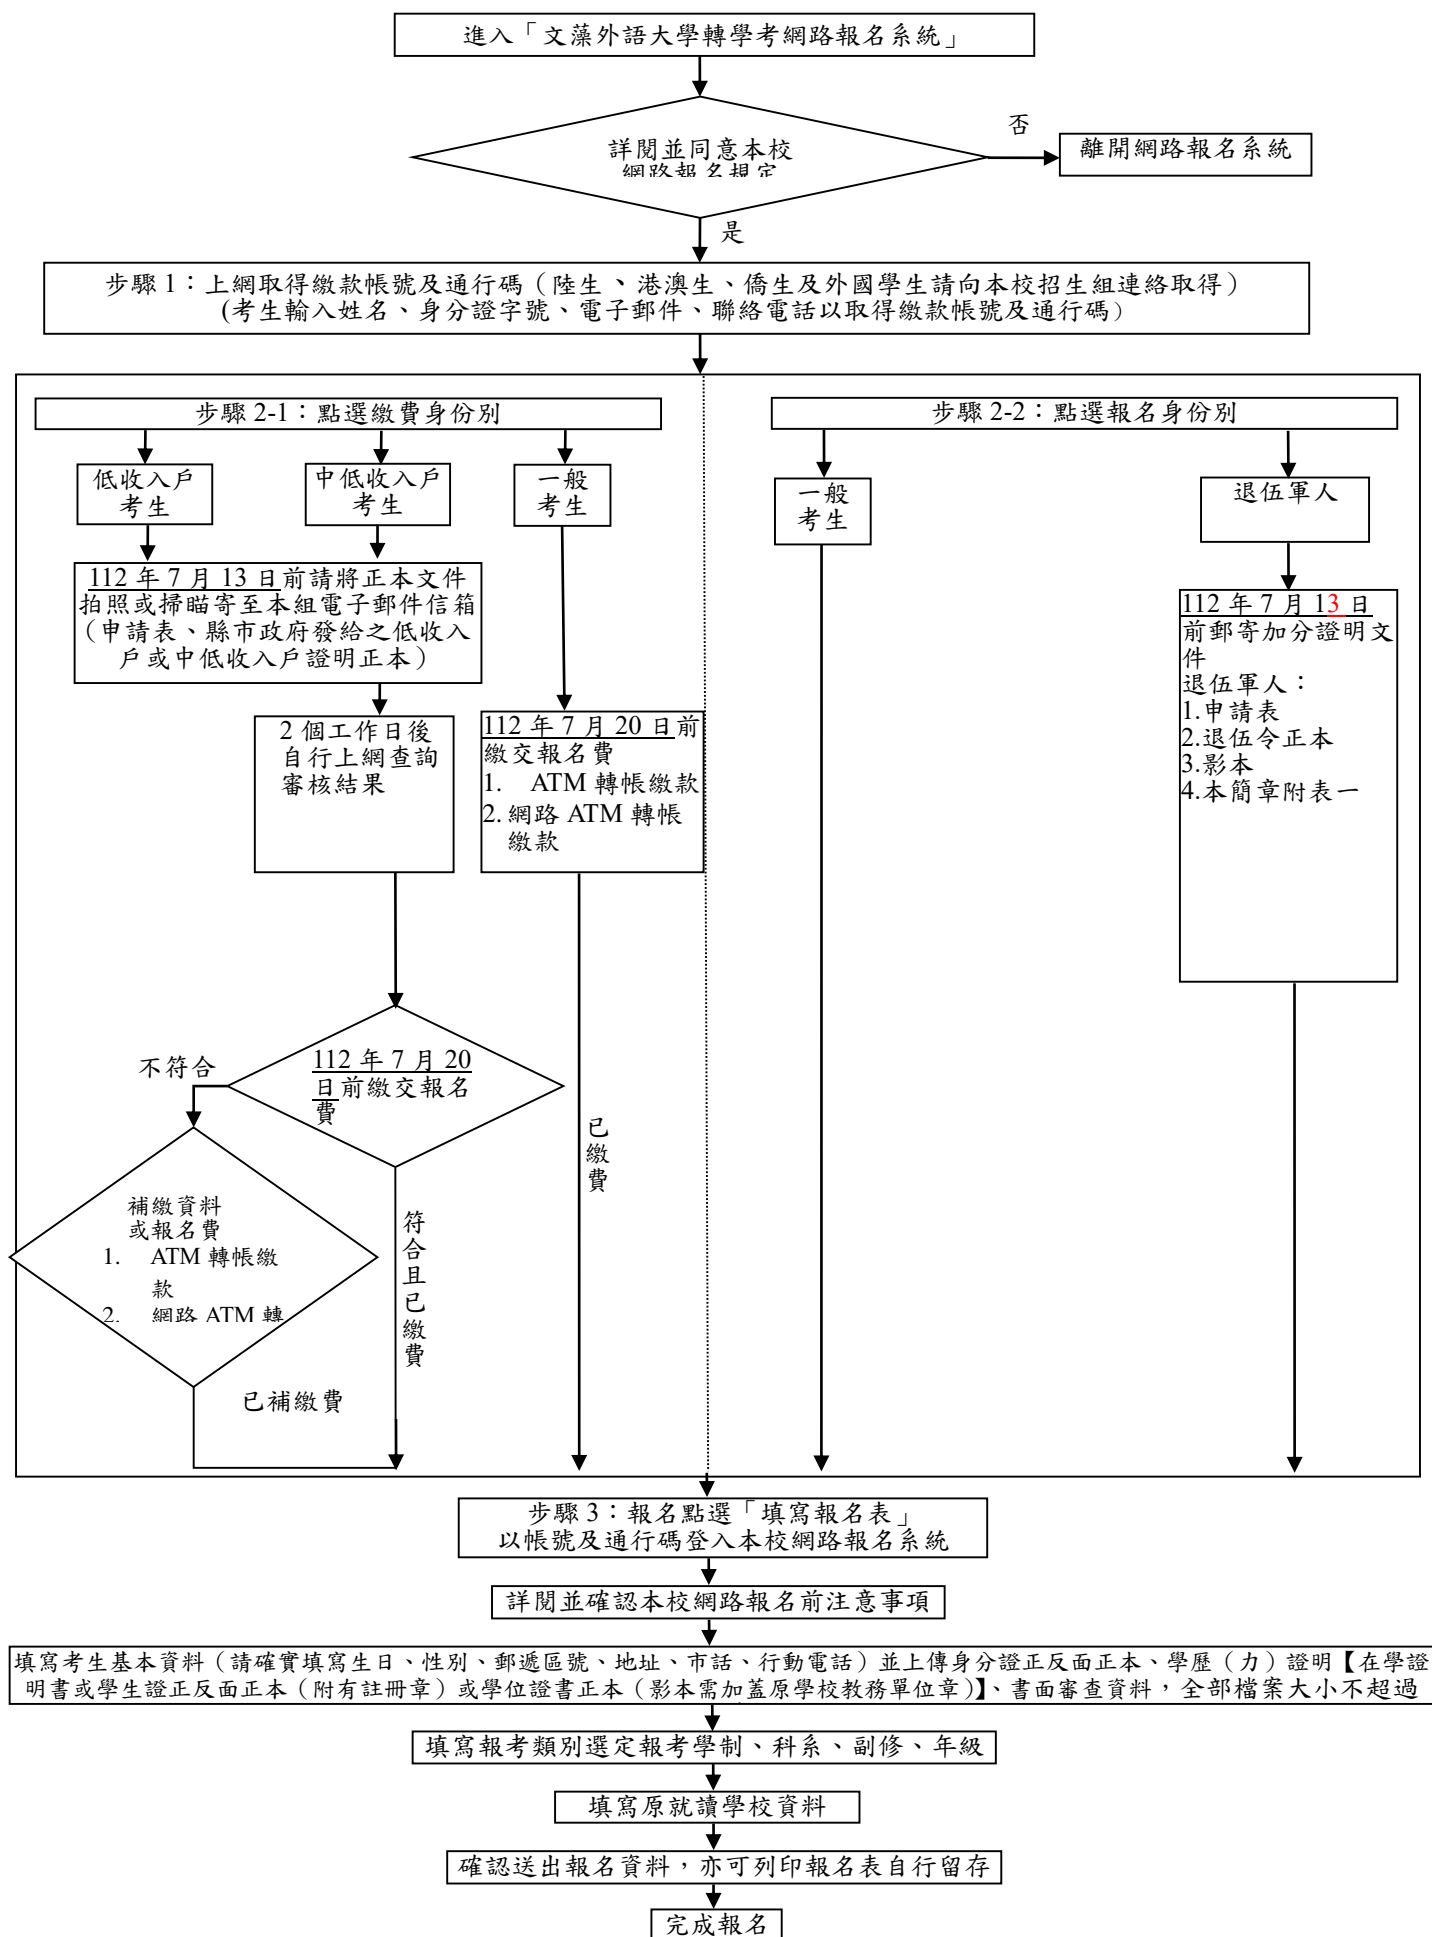 進入「文藻外語大學轉學考網路報名系統」
詳閱並同意本校
網路報名規定
否
離開網路報名系統
是
步驟 1：上網取得繳款帳號及通行碼（陸生、港澳生、僑生及外國學生請向本校招生組連絡取得）
(考生輸入姓名、身分證字號、電子郵件、聯絡電話以取得繳款帳號及通行碼)
步驟 2-1：點選繳費身份別
低收入戶
考生
中低收入戶
考生
一般
考生
112 年 7 月 13 日前請將正本文件
拍照或掃瞄寄至本組電子郵件信箱
（申請表、縣市政府發給之低收入
戶或中低收入戶證明正本）
2 個工作日後
自行上網查詢
審核結果
112 年 7 月 20 日前
繳交報名費
1. ATM 轉帳繳款
2. 網路 ATM 轉帳
繳款
112 年 7 月 20
日前繳交報名
費
不符合
補繳資料
或報名費
1. ATM 轉帳繳
款
2. 網路 ATM 轉
已補繳費
符合且已繳費
已繳費
步驟 2-2：點選報名身份別
一般
考生
退伍軍人
112 年 7 月 13 日
前郵寄加分證明文
件
退伍軍人：
1.申請表
2.退伍令正本
3.影本
4.本簡章附表一
步驟 3：報名點選「填寫報名表」
以帳號及通行碼登入本校網路報名系統
詳閱並確認本校網路報名前注意事項
填寫考生基本資料（請確實填寫生日、性別、郵遞區號、地址、市話、行動電話）並上傳身分證正反面正本、學歷（力）證明【在學證
明書或學生證正反面正本（附有註冊章）或學位證書正本（影本需加蓋原學校教務單位章）】、書面審查資料，全部檔案大小不超過
填寫報考類別選定報考學制、科系、副修、年級
填寫原就讀學校資料
確認送出報名資料，亦可列印報名表自行留存
完成報名